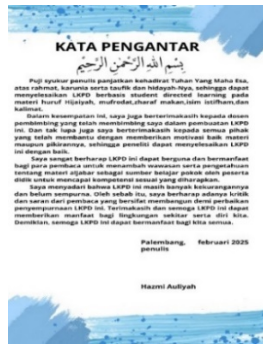 KATA PENGANTAR
بِسْمِ اللهِ الرَّحْمٰنِ الرَّحِيْمِ
Puji syukur penulis panjatkan kehadirat Tuhan Yang Maha Esa,
atas rahmat, karunia serta taufik dan hidayah-Nya, sehingga dapat
menyelesaikan LKPD berbasis student directed learning pada
materi huruf Hijaiyah, mufredat,zharaf makan,isim istifham,dan
kalimat.
Dalam kesempatan ini, saya juga berterimakasih kepada dosen
pembimbing yang telah membimbing saya dalam pembuatan LKPD
ini. Dan tak lupa juga saya berterimakasih kepada semua pihak
yang telah membantu dengan memberikan motivasi baik materi
maupun pikirannya, sehingga peneliti dapat menyelesaikan LKPD
ini dengan baik.
Saya sangat berharap LKPD ini dapat berguna dan bermanfaat
bagi para pembaca untuk menambah wawasan serta pengetahuan
tentang materi aljabar sebagai sumber belajar pokok oleh peserta
didik untuk mencapai kompetensi sesuai yang diharapkan.
Saya menyadari bahwa LKPD ini masih banyak kekurangannya
dan belum sempurna. Oleh sebab itu, saya berharap adanya kritik
dan saran dari pembaca yang bersifat membangun demi perbaikan
penyempurnaan LKPD ini. Terimakasih dan semoga LKPD ini dapat
memberikan manfaat bagi lingkungan sekitar serta diri kita.
Demikian, semoga LKPD ini dapat bermanfaat bagi kita semua.
Palembang, februari 2025
penulis
Hazmi Auliyah